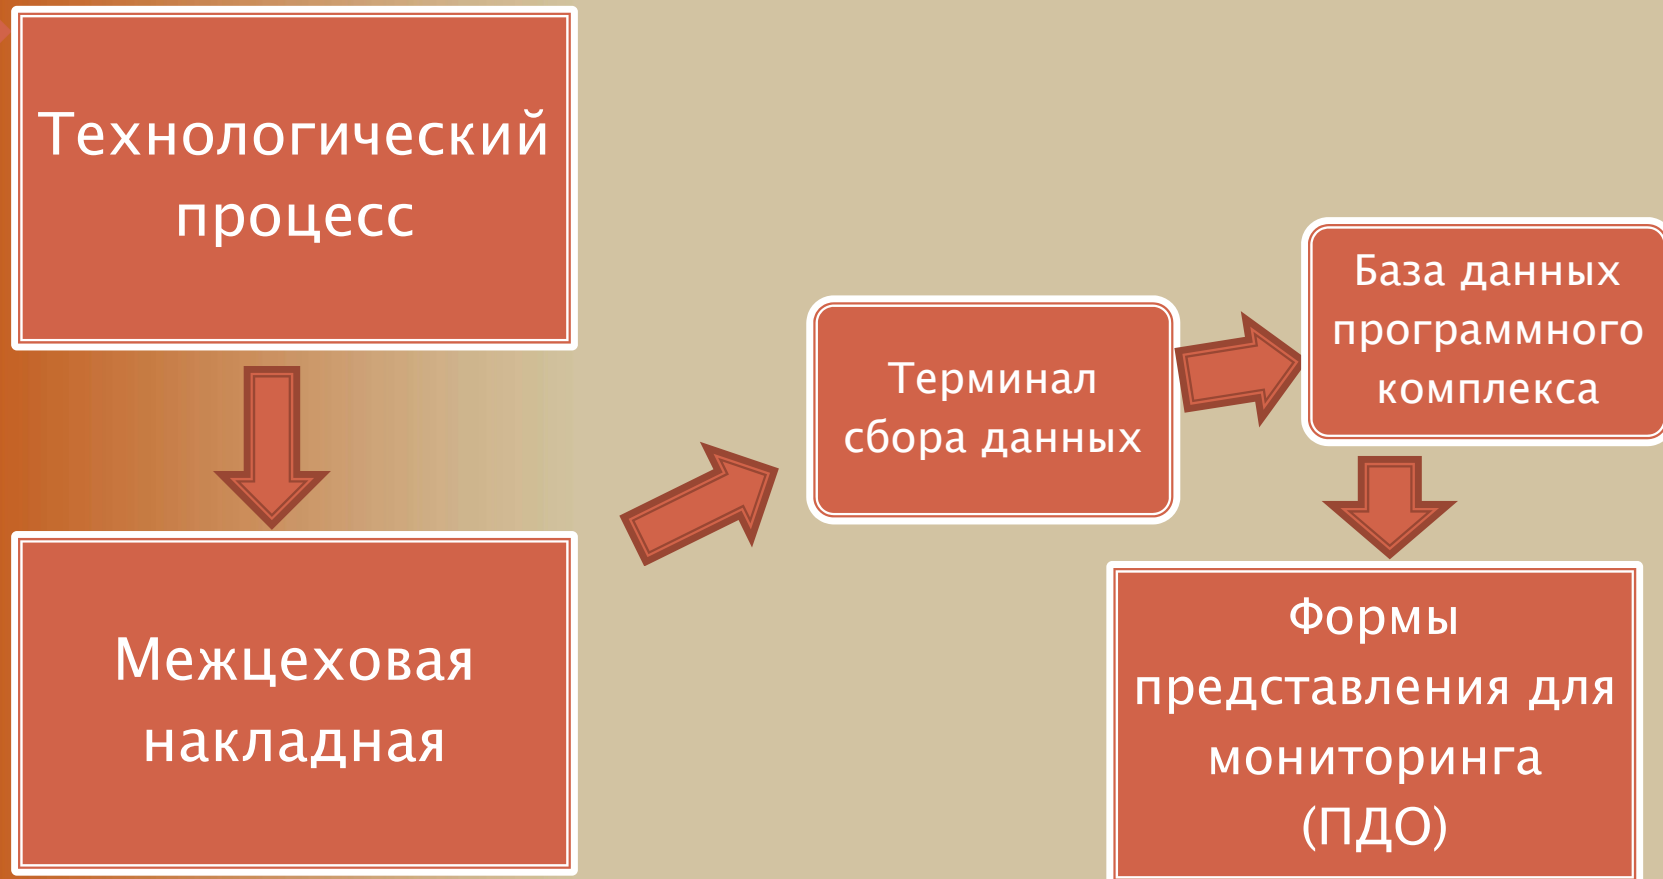 Технологический
процесс
Межцеховая
накладная
Терминал
сбора данных
База данных
программного
комплекса
Формы
представления для
мониторинга
(ПДО)